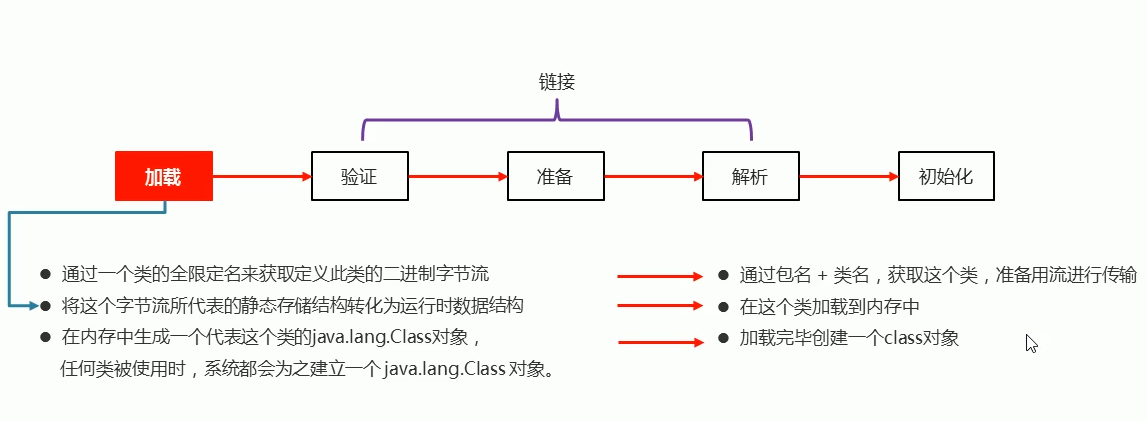 链接
加载
验证
准备
解析
初始化
● 通过一个类的全限定名来获取定义此类的二进制字节流
● 通过包名 + 类名，获取这个类，准备用流进行传输
● 将这个字节流所代表的静态存储结构转化为运行时数据结构
● 在这个类加载到内存中
● 在内存中生成一个代表这个类的java.lang.Class对象，
● 加载完毕创建一个class对象
任何类被使用时，系统都会为之建立一个 java.lang.Class 对象。